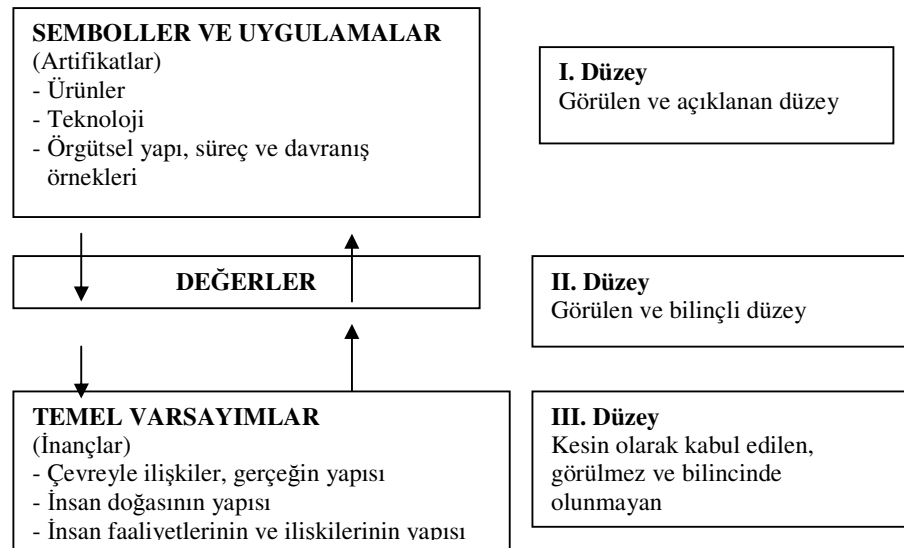 SEMBOLLER VE UYGULAMALAR
(Artifikatlar)
- Ürünler
- Teknoloji
- Örgütsel yapı, süreç ve davranış
örnekleri
I. Düzey
Görülen ve açıklanan düzey
DEĞERLER
II. Düzey
Görülen ve bilinçli düzey
TEMEL VARSAYIMLAR
(İnançlar)
- Çevreyle ilişkiler, gerçeğin yapısı
- İnsan doğasının yapısı
- İnsan faaliyetlerinin ve ilişkilerinin yapısı
III. Düzey
Kesin olarak kabul edilen,
görülmez ve bilincinde
olunmayan